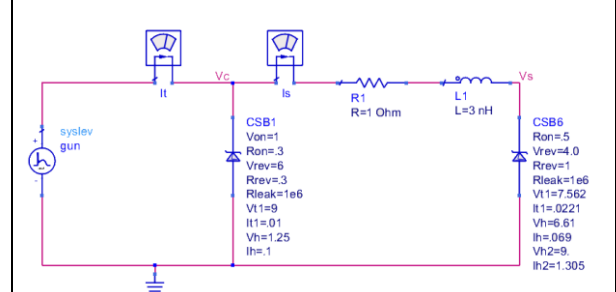 It
Vc
Is
R1
R=1 Ohm
L1
L=3 nH
Vs
syslev
gun
+
-
CSB1
Von=1
Ron=.3
Vrev=6
Rrev=.3
Rleak=1e6
Vt1=9
It1=.01
Vh=1.25
Ih=.1
CSB6
Ron=.5
Vrev=4.0
Rrev=1
Rleak=1e6
Vt1=7.562
It1=.0221
Vh=6.61
Ih=.069
Vh2=9.
Ih2=1.305